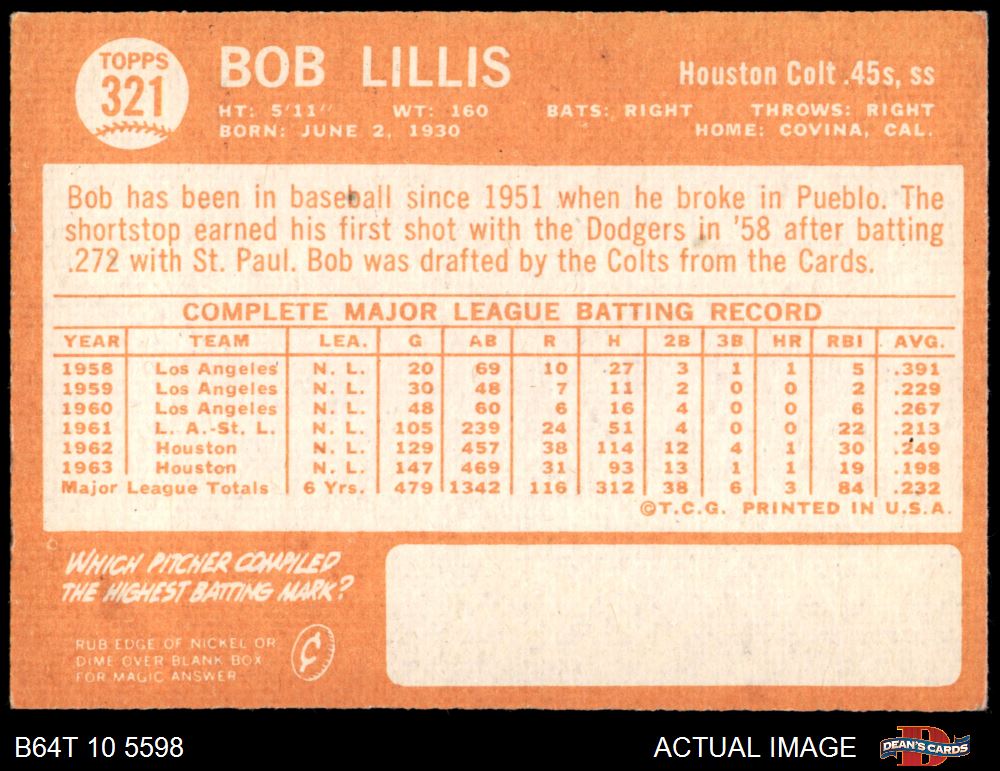 TOPPS
321
BOB LILLIS
Houston Colt .45s, ss
HT: 5'11" WT: 160 BATS: RIGHT THROWS: RIGHT
BORN: JUNE 2, 1930 HOME: COVINA, CAL.
Bob has been in baseball since 1951 when he broke in Pueblo. The
shortstop earned his first shot with the Dodgers in '58 after batting
.272 with St. Paul. Bob was drafted by the Colts from the Cards.
COMPLETE MAJOR LEAGUE BATTING RECORD
YEAR TEAM LEA. G AB R H 2B 3B HR RBI AVG.
1958 Los Angeles N. L. 20 69 10 27 3 1 1 5 .391
1959 Los Angeles N. L. 30 48 7 11 2 0 0 2 .229
1960 Los Angeles N. L. 48 60 6 16 4 0 0 6 .267
1961 L. A.-St. L. N. L. 105 239 24 51 4 0 0 22 .213
1962 Houston N. L. 129 457 38 114 12 4 1 30 .249
1963 Houston N. L. 147 469 31 93 13 1 1 19 .198
Major League Totals 6 Yrs. 479 1342 116 312 38 6 3 84 .232
©T.C.G. PRINTED IN U.S.A.
WHICH PITCHER COMPILED
THE HIGHEST BATTING MARK?
RUB EDGE OF NICKEL OR
DIME OVER BLANK BOX
FOR MAGIC ANSWER
¢
B64T 10 5598
ACTUAL IMAGE
D
DEAN'S CARDS